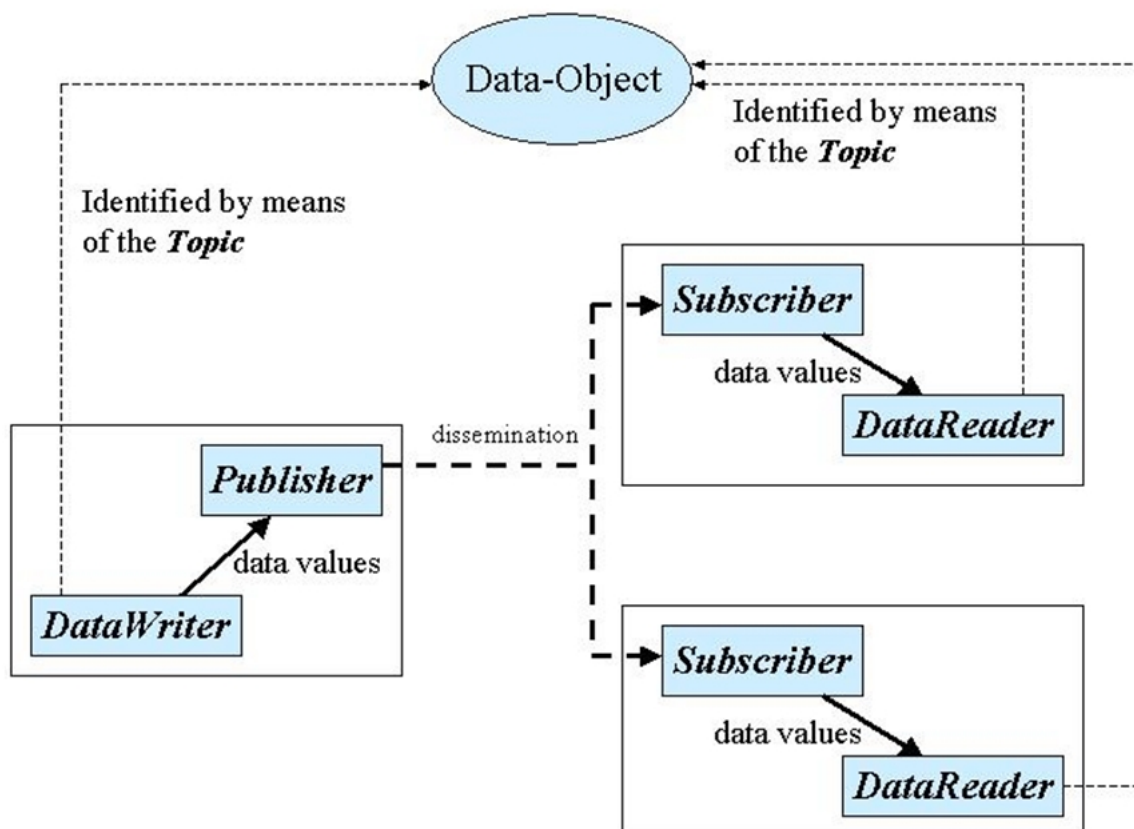 Data-Object
Identified by means
of the Topic
Identified by means
of the Topic
Subscriber
data values
DataReader
dissemination
Publisher
data values
DataWriter
Subscriber
data values
DataReader